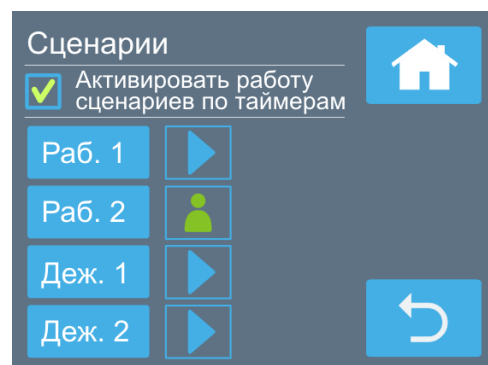 Сценарии
Активировать работу
сценариев по таймерам
Раб. 1
Раб. 2
Деж. 1
Деж. 2